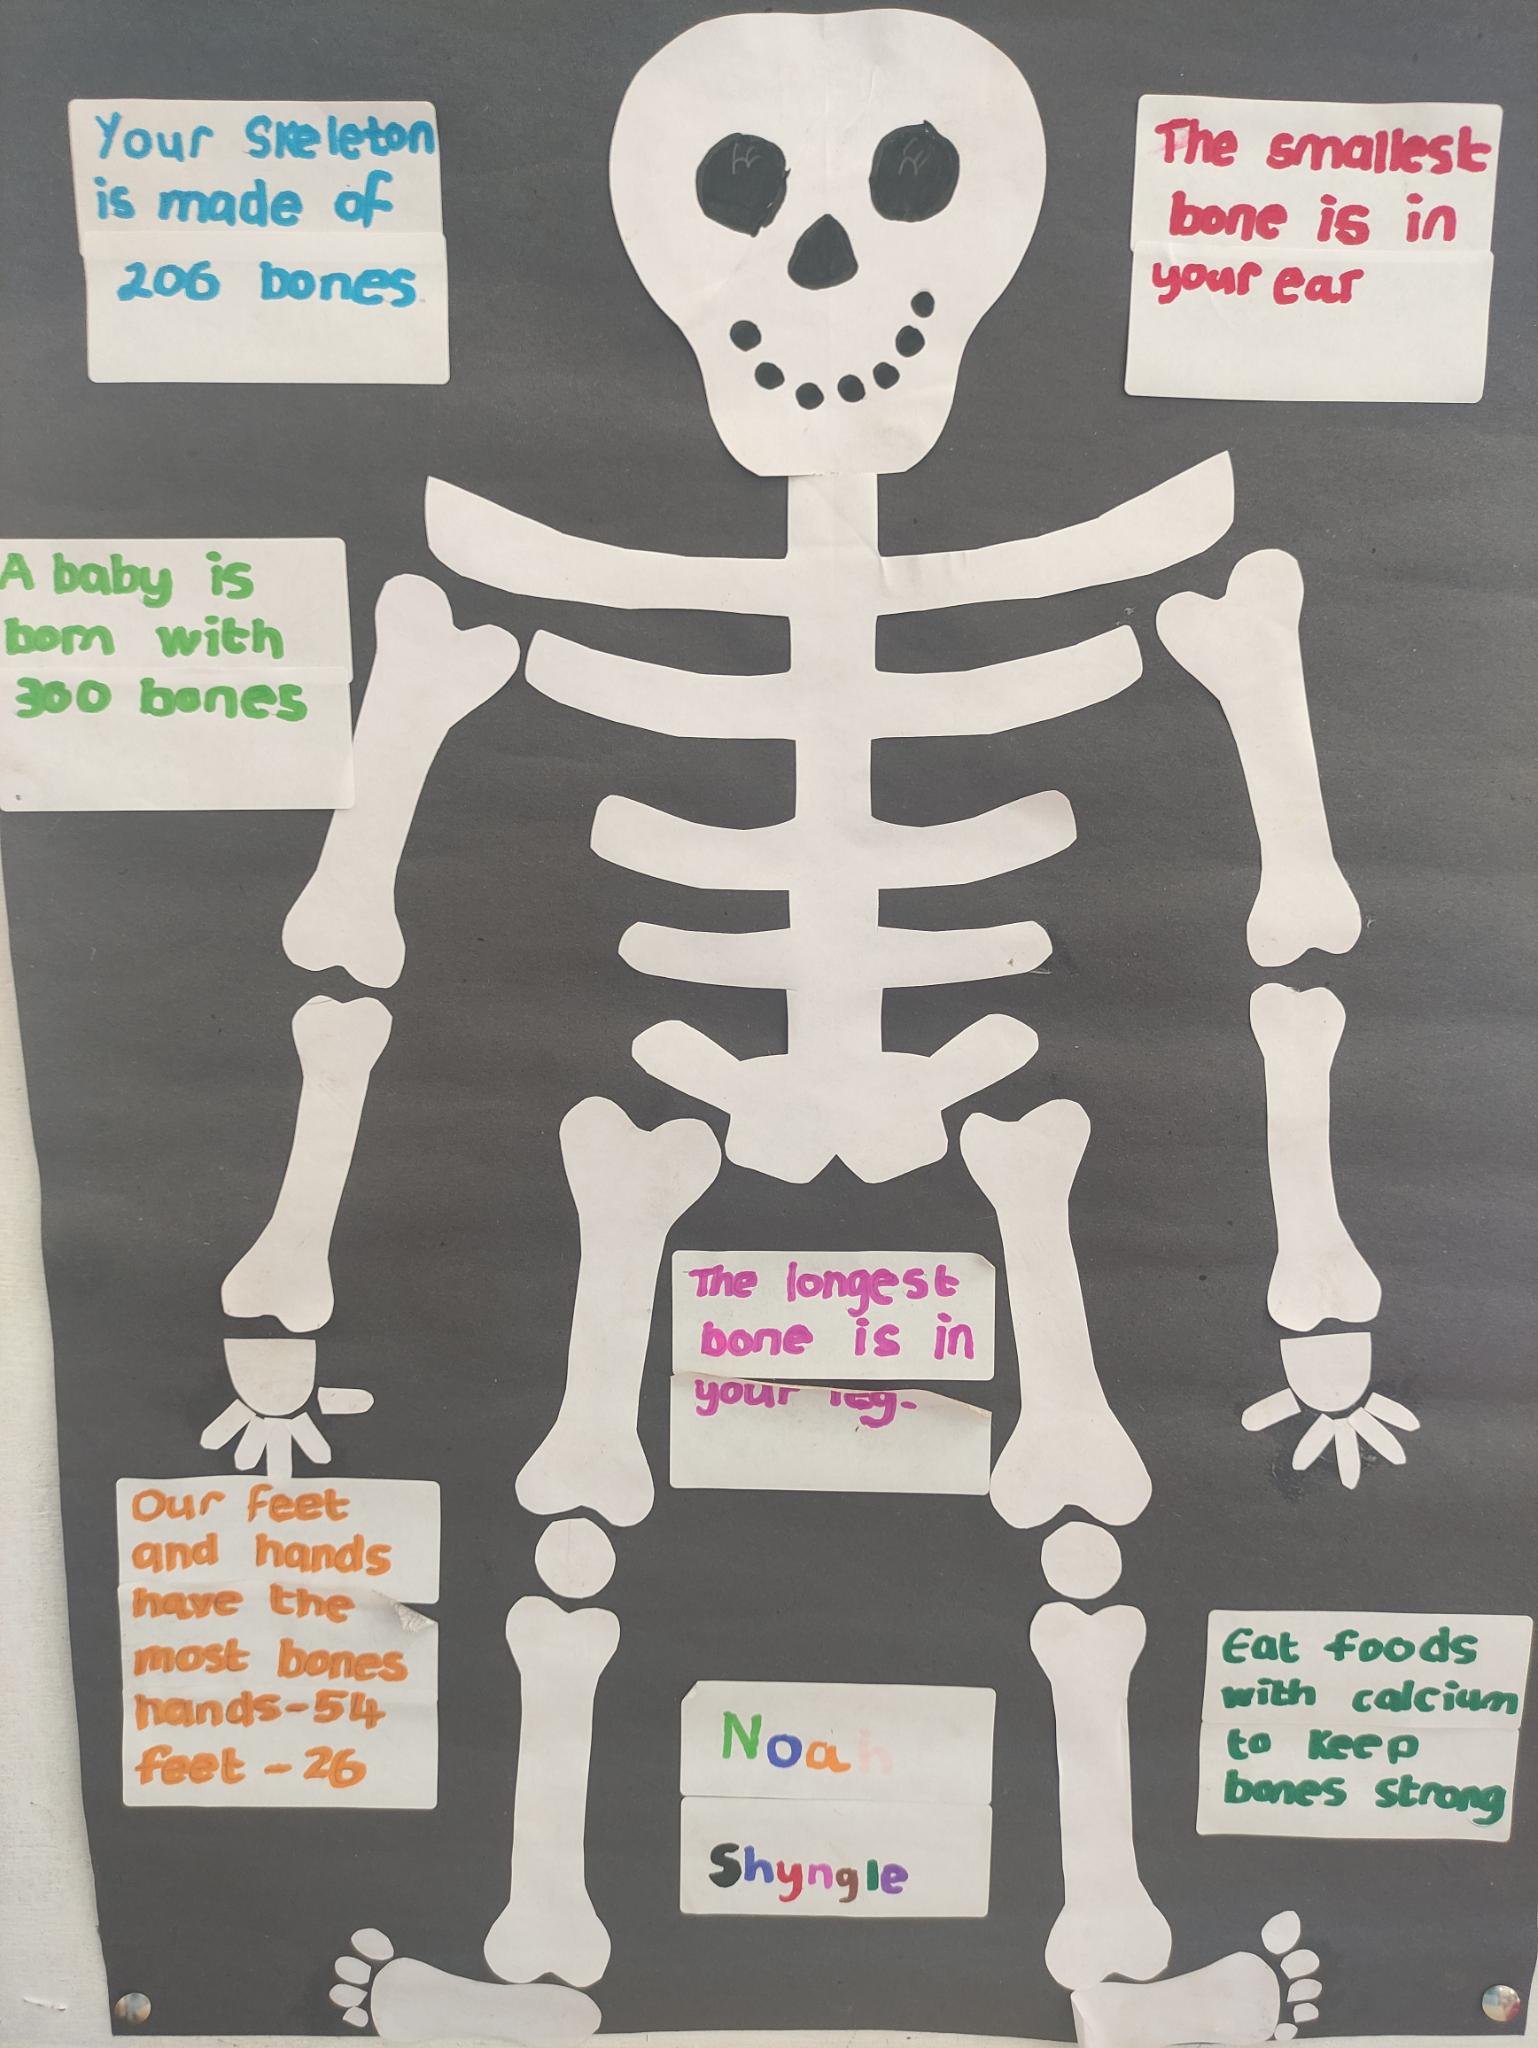 Your Skeleton
is made of
206 bones
The smallest
bone is in
your ear
A baby is
born with
300 bones
The longest
bone is in
your leg.
Our feet
and hands
have the
most bones
hands-54
feet - 26
Noah
Shyngle
Eat foods
with calcium
to keep
bones strong